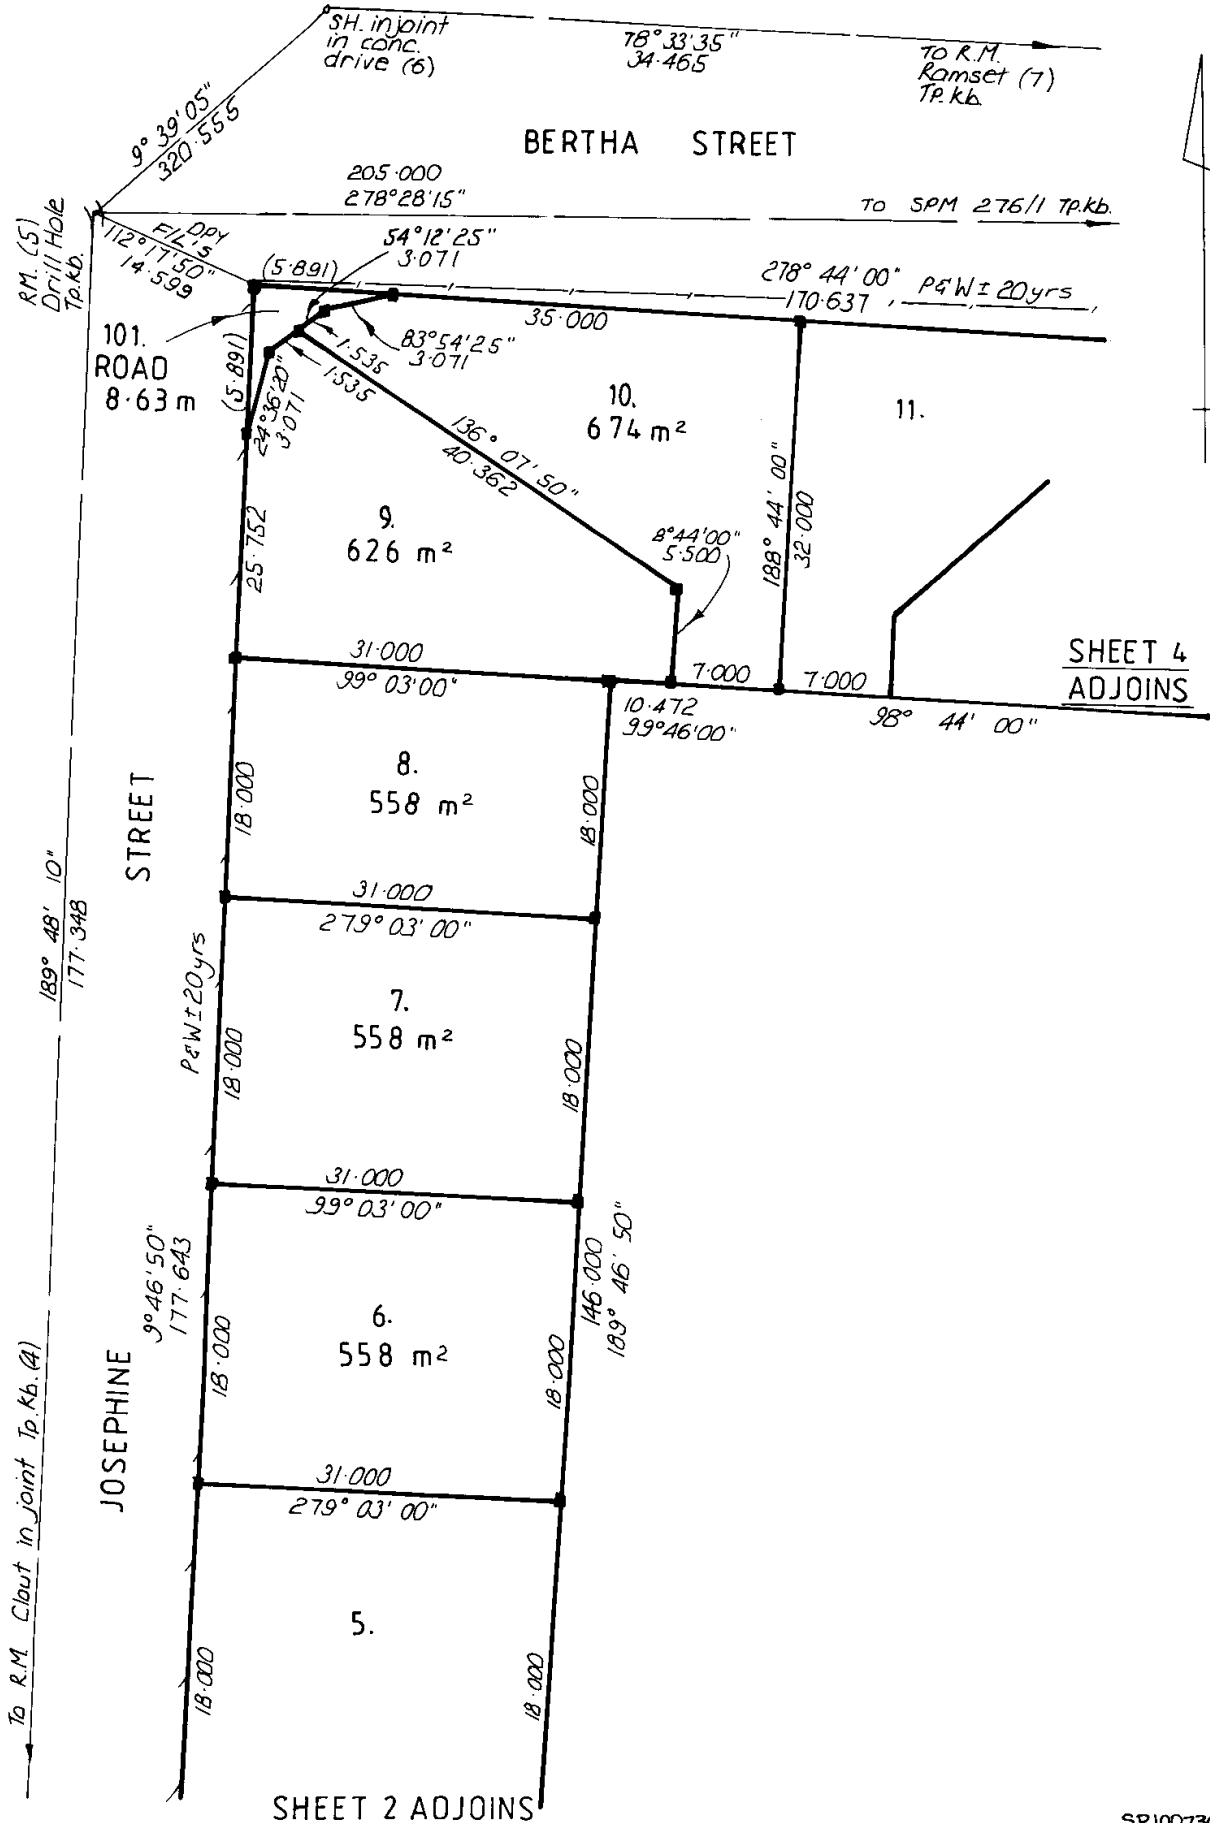 SH. in joint
in conc.
drive (6)
78° 33' 35"
34·465
TO R.M.
Ramset (7)
Tp.kb.
9° 39' 05"
320·555
BERTHA STREET
205·000
278° 28' 15"
TO SPM 276/1 Tp.kb.
RM. (5)
Drill Hole
Tp.kb.
DPY
F/L's
112° 17' 50"
14·599
54° 12' 25"
3·071
(5·891)
278° 44' 00"
170·637
P&W ± 20yrs
35·000
101.
ROAD
8·63 m
(5·891)
83° 54' 25"
3·071
1·535
1·535
24° 36' 20"
3·071
10.
674 m²
11.
136° 07' 50"
40·362
188° 44' 00"
32·000
9.
626 m²
25·752
8° 44' 00"
5·500
31·000
99° 03' 00"
7·000
7·000
SHEET 4
ADJOINS
10·472
99° 46' 00"
98° 44' 00"
8.
558 m²
18·000
18·000
STREET
31·000
279° 03' 00"
189° 48' 10"
177·348
P&W ± 20yrs
7.
558 m²
18·000
18·000
31·000
99° 03' 00"
9° 46' 50"
177·643
146·000
189° 46' 50"
6.
558 m²
18·000
18·000
JOSEPHINE
To R.M. Clout in joint Tp.kb. (4)
31·000
279° 03' 00"
5.
18·000
18·000
SHEET 2 ADJOINS